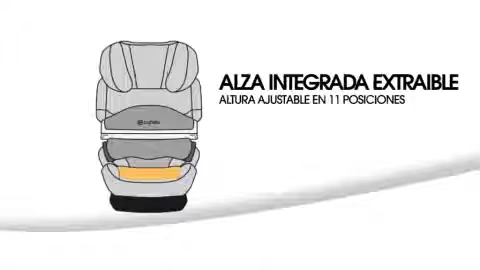 ALZA INTEGRADA EXTRAIBLE
ALTURA AJUSTABLE EN 11 POSICIONES